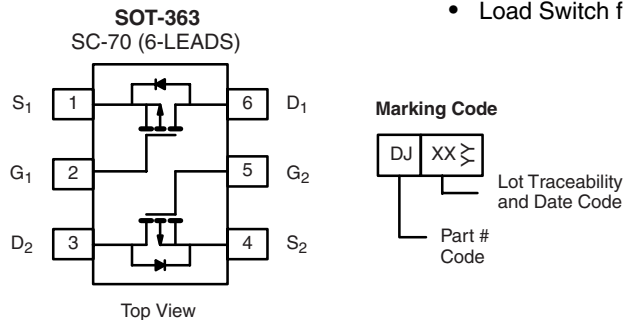 SOT-363
SC-70 (6-LEADS)
• Load Switch f
S1 1 6 D1
G1 2 5 G2
D2 3 4 S2
Top View
Marking Code
DJ XX YY
Lot Traceability
and Date Code
Part #
Code